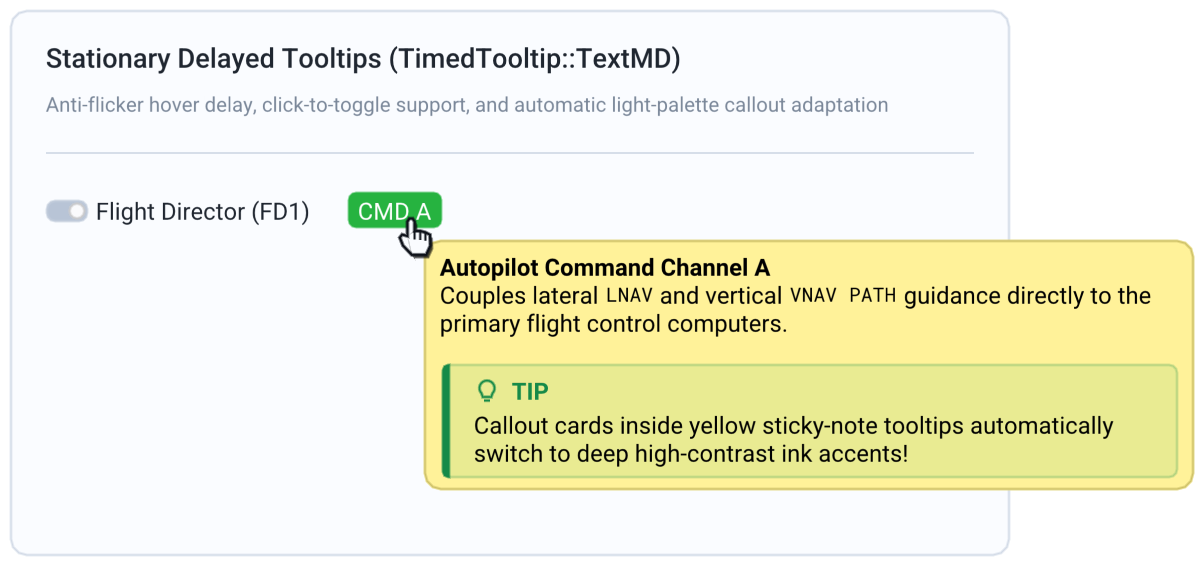 Stationary Delayed Tooltips (TimedTooltip::TextMD)
Anti-flicker hover delay, click-to-toggle support, and automatic light-palette callout adaptation
Flight Director (FD1)
CMD A
Autopilot Command Channel A
Couples lateral LNAV and vertical VNAV PATH guidance directly to the
primary flight control computers.
TIP
Callout cards inside yellow sticky-note tooltips automatically
switch to deep high-contrast ink accents!